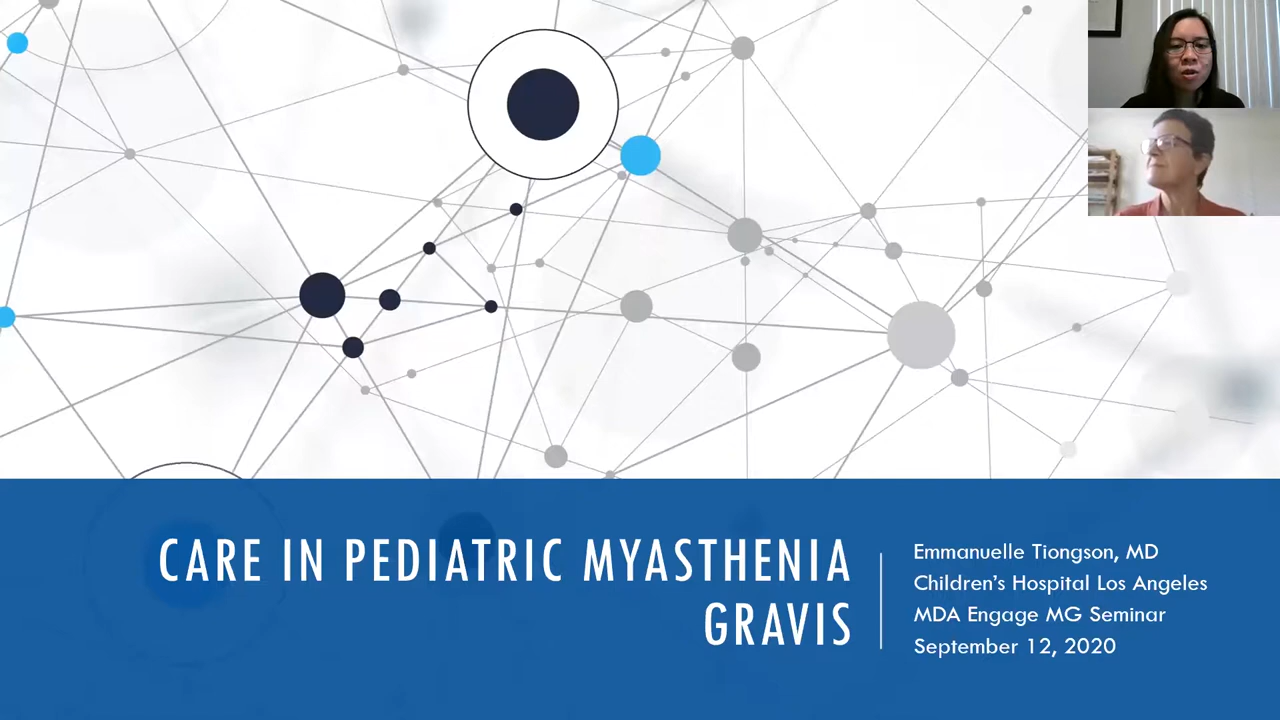 CARE IN PEDIATRIC MYASTHENIA
GRAVIS
Emmanuelle Tiongson, MD
Children's Hospital Los Angeles
MDA Engage MG Seminar
September 12, 2020